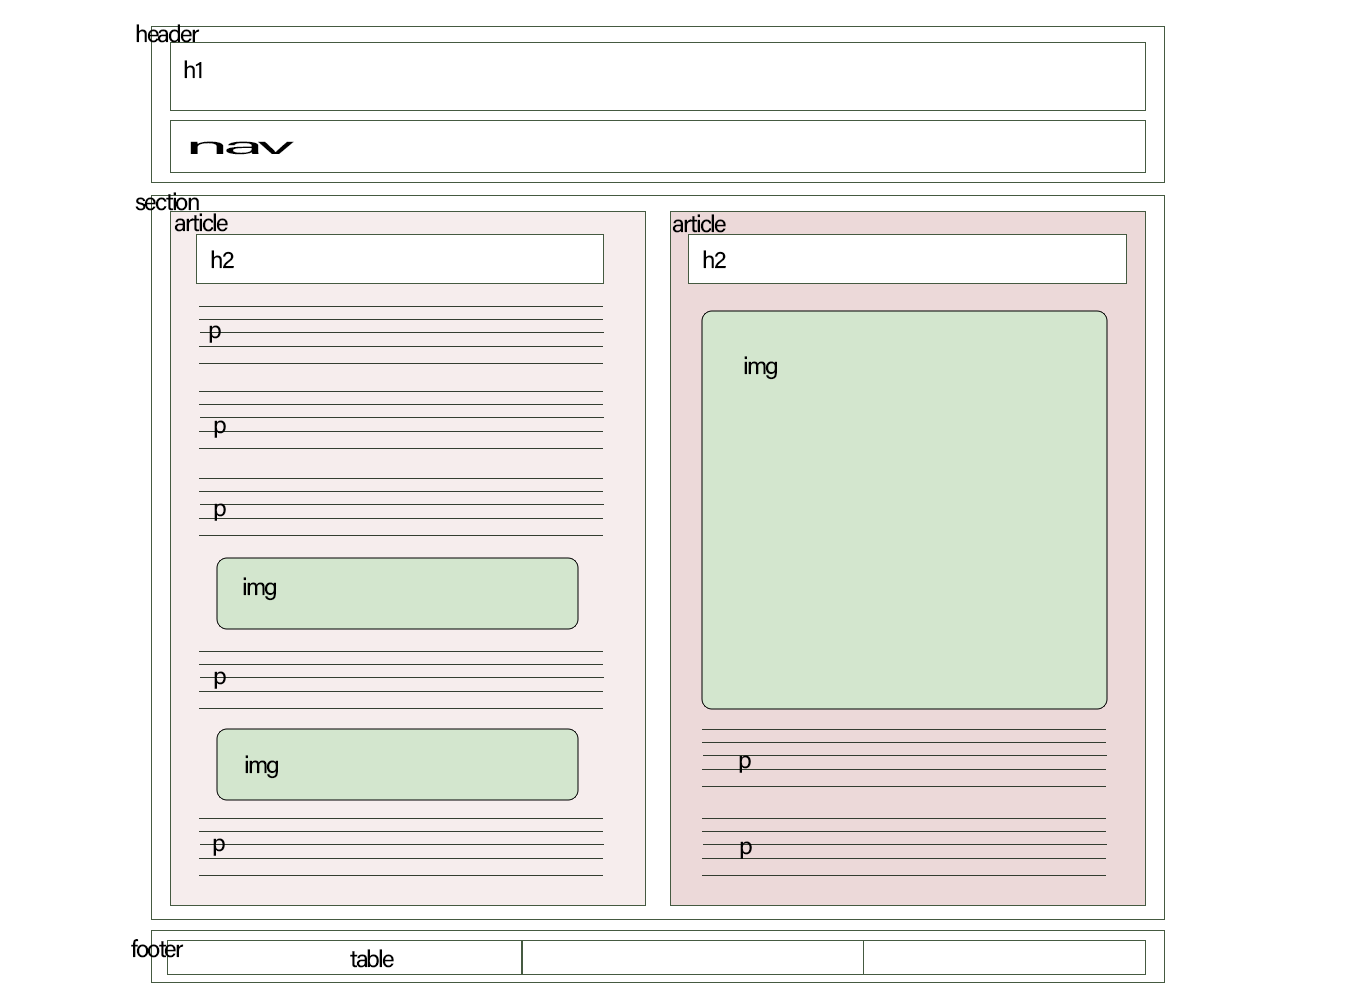 header
h1
nav
section
article
h2
p
p
p
img
p
img
p
article
h2
img
p
p
footer
table